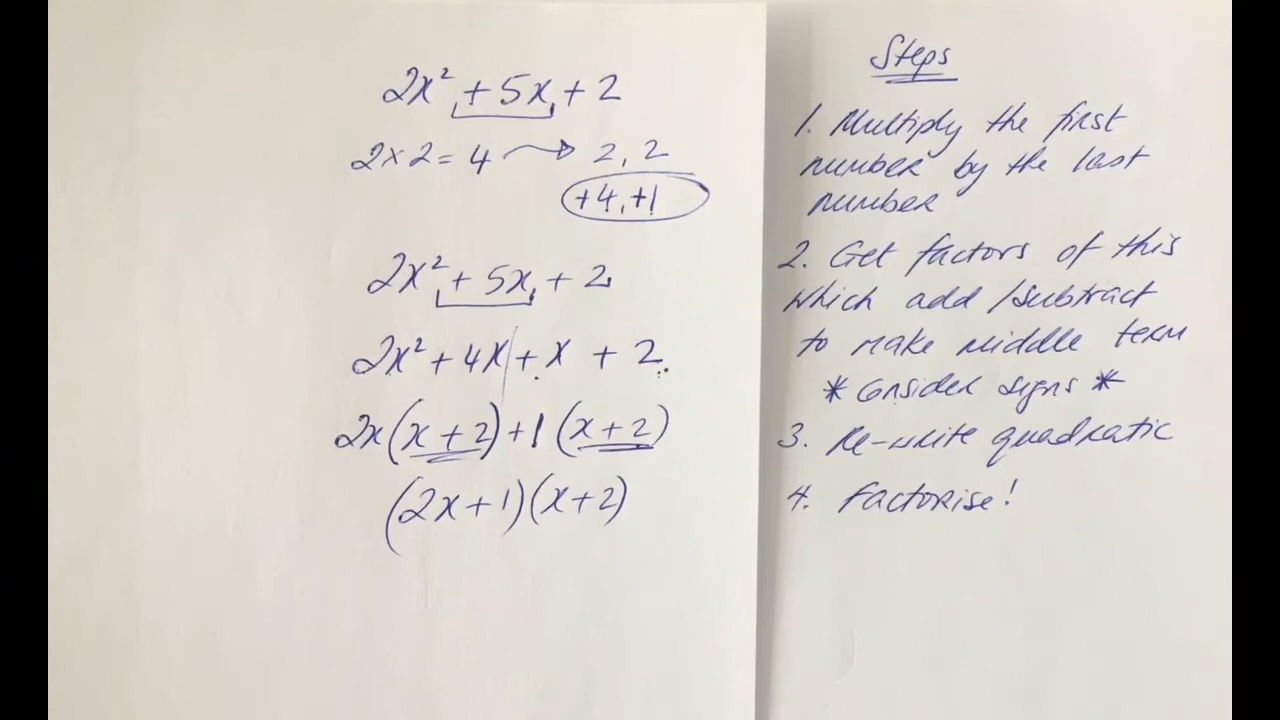 2x² + 5x + 2
2 × 2 = 4 → 2, 2
+4, +1
2x² + 5x + 2
2x² + 4x + x + 2
2x(x + 2) + 1(x + 2)
(2x + 1)(x + 2)
Steps
1. Multiply the first
number by the last
number
2. Get factors of this
which add / subtract
to make middle term
* Consider signs *
3. Re-write quadratic
4. Factorise!